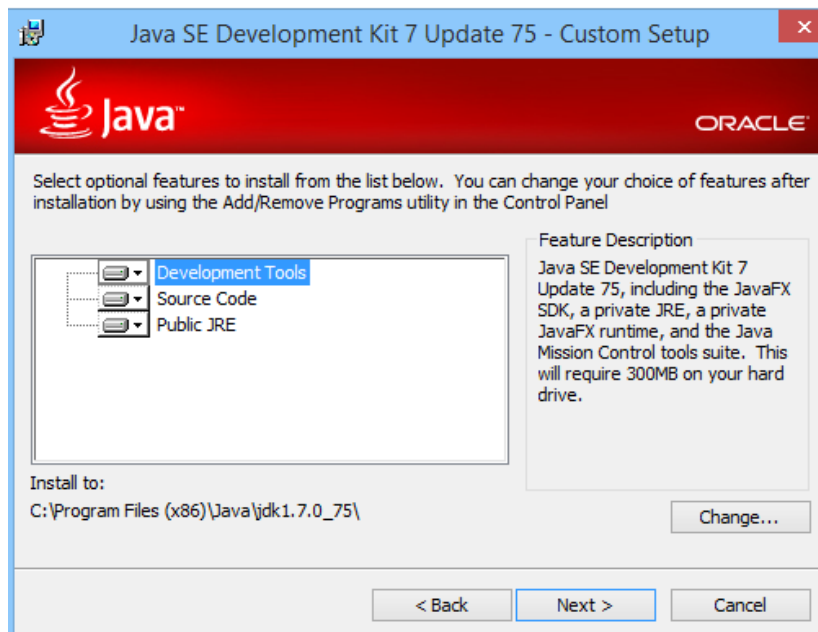 Java SE Development Kit 7 Update 75 - Custom Setup
Java™
ORACLE®
Select optional features to install from the list below. You can change your choice of features after
installation by using the Add/Remove Programs utility in the Control Panel
Development Tools
Source Code
Public JRE
Feature Description
Java SE Development Kit 7
Update 75, including the JavaFX
SDK, a private JRE, a private
JavaFX runtime, and the Java
Mission Control tools suite. This
will require 300MB on your hard
drive.
Install to:
C:\Program Files (x86)\Java\jdk1.7.0_75\
Change...
< Back
Next >
Cancel